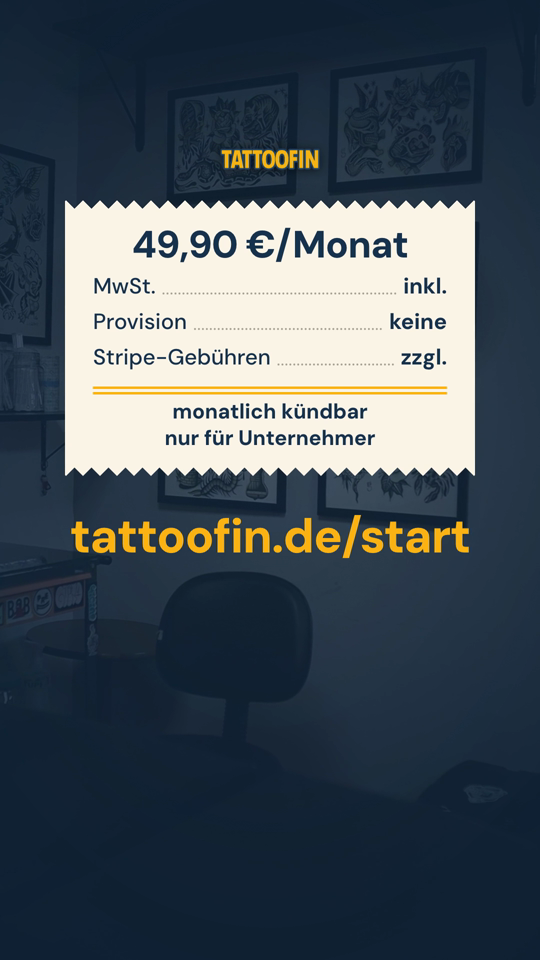 TATTOOFIN
49,90 €/Monat
MwSt. inkl.
Provision keine
Stripe-Gebühren zzgl.
monatlich kündbar
nur für Unternehmer
tattoofin.de/start